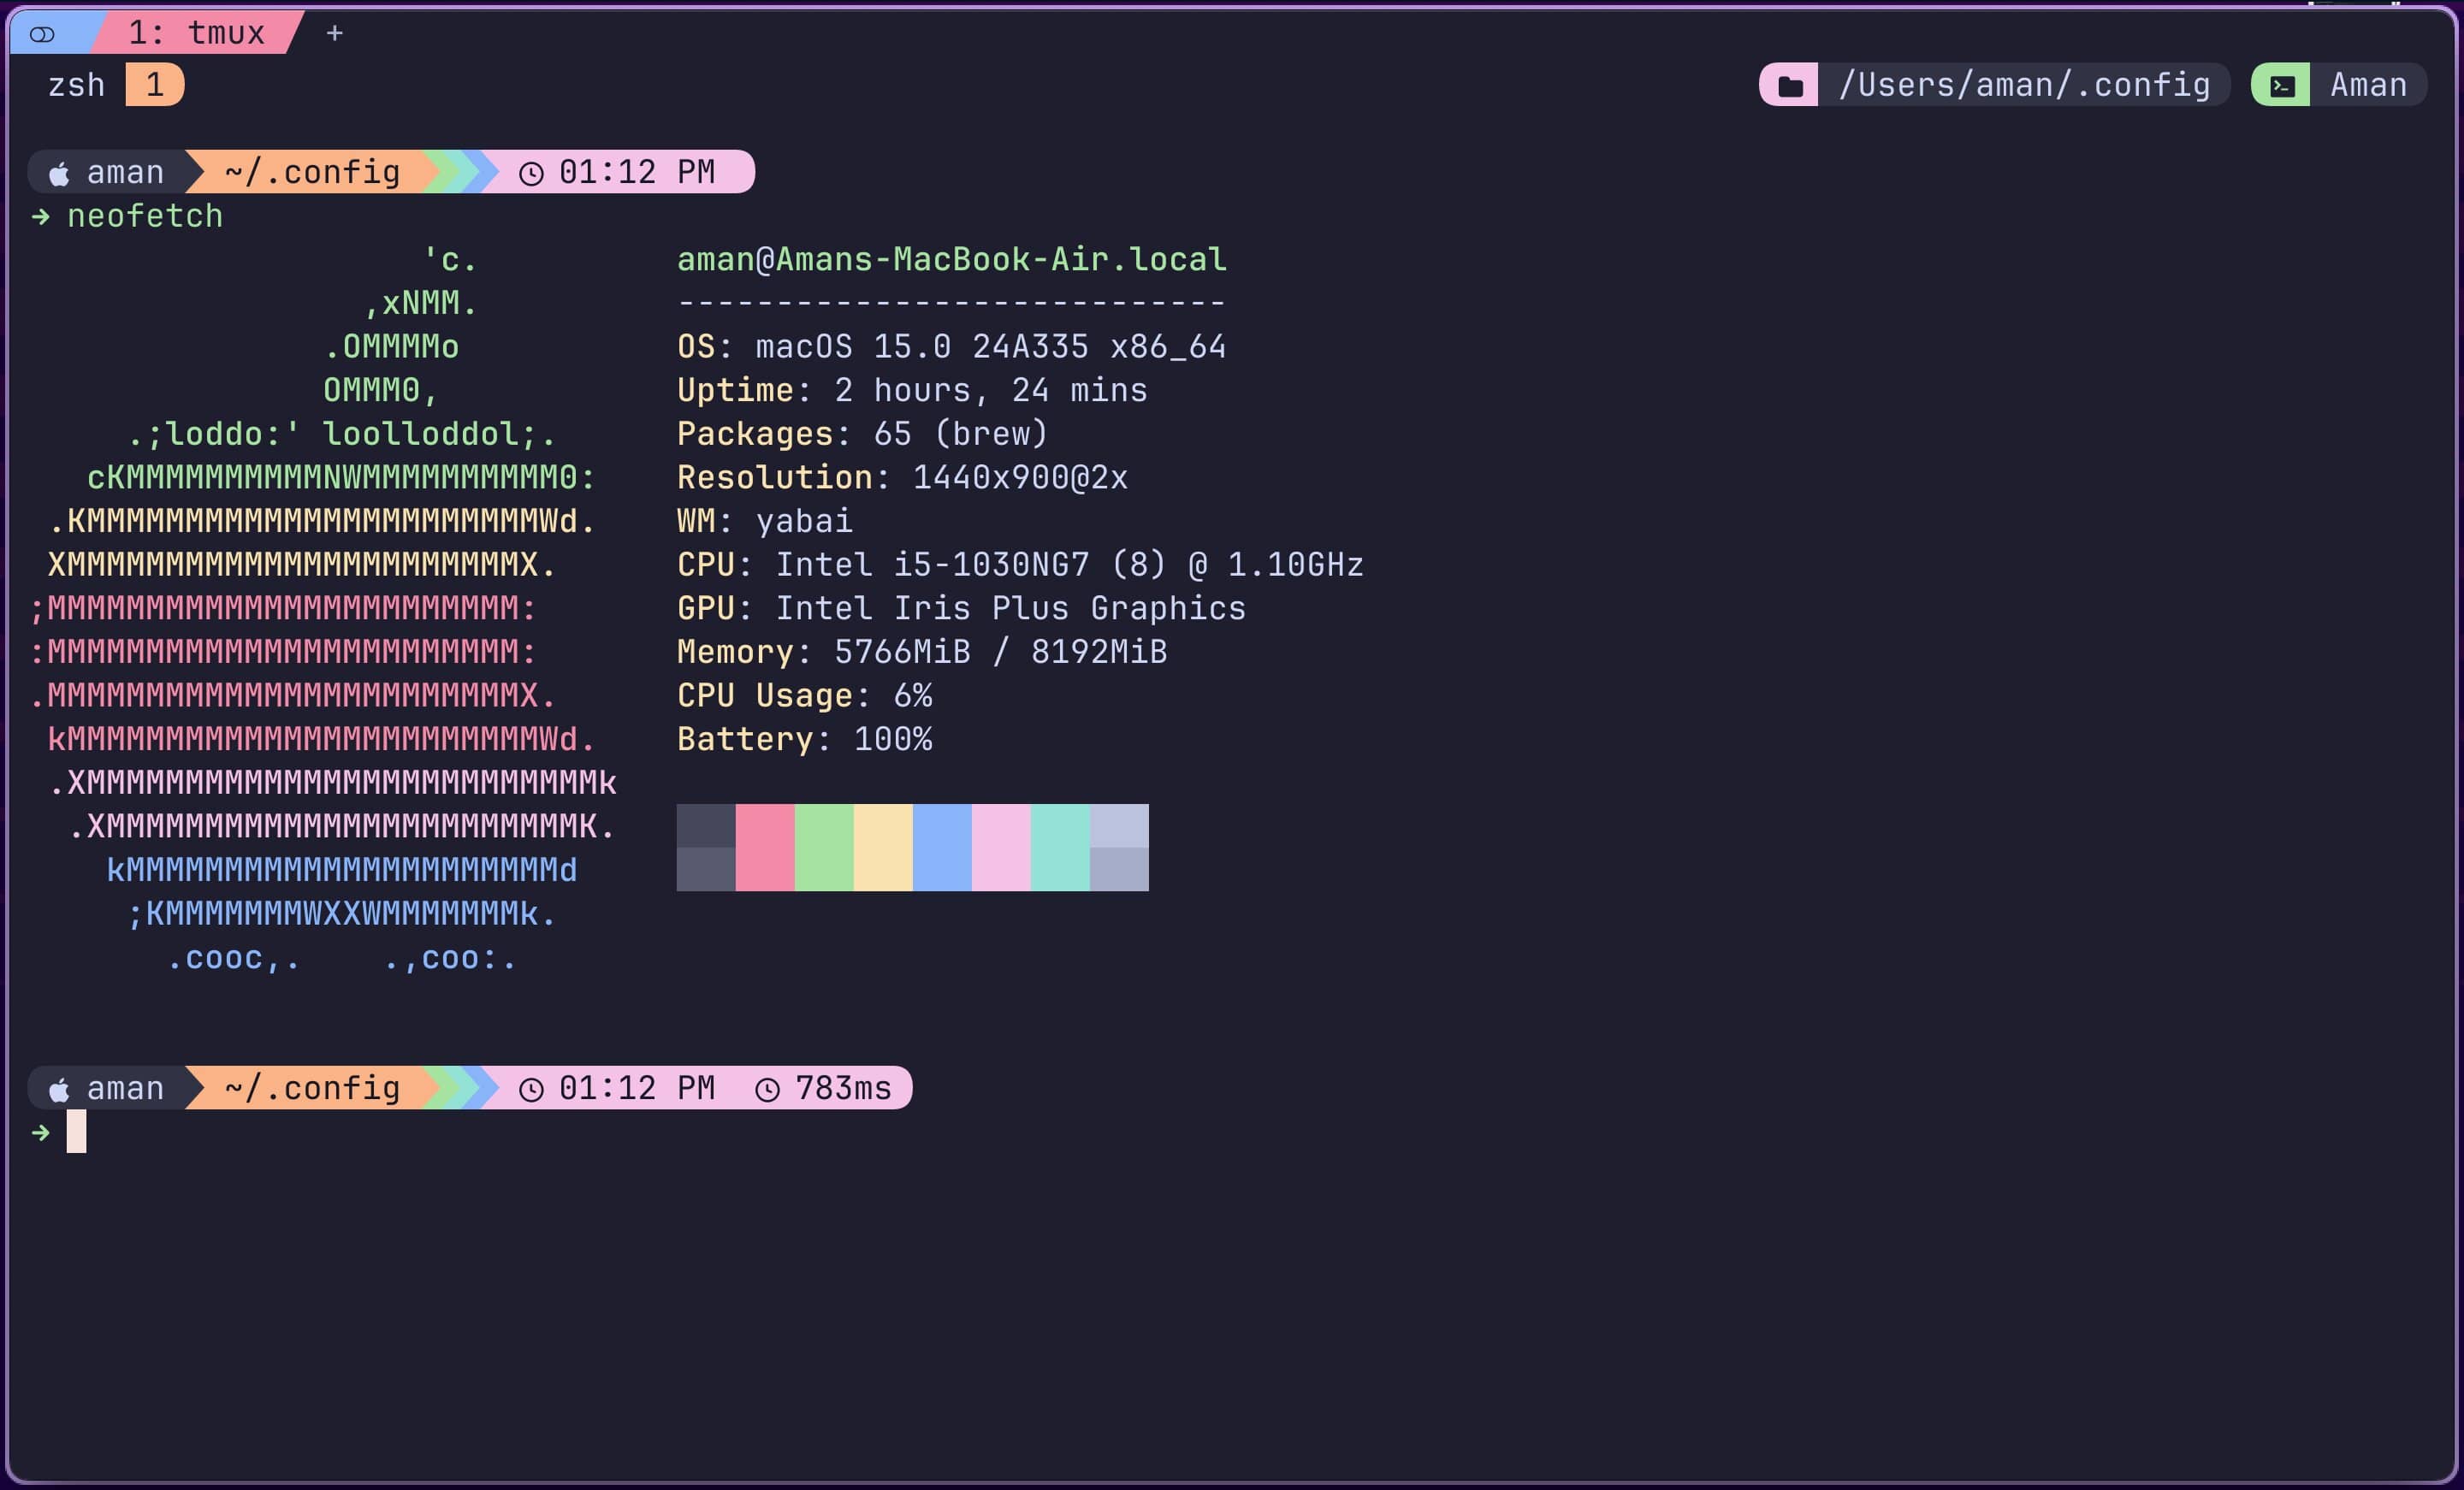 1: tmux +
zsh 1 /Users/aman/.config Aman
aman ~/.config 01:12 PM
→ neofetch
'c. aman@Amans-MacBook-Air.local
,xNMM. ----------------------------
.OMMMMo OS: macOS 15.0 24A335 x86_64
OMMM0, Uptime: 2 hours, 24 mins
.;loddo:' loolloddol;. Packages: 65 (brew)
cKMMMMMMMMMMNWMMMMMMMMMM0: Resolution: 1440x900@2x
.KMMMMMMMMMMMMMMMMMMMMMMMWd. WM: yabai
XMMMMMMMMMMMMMMMMMMMMMMMX. CPU: Intel i5-1030NG7 (8) @ 1.10GHz
;MMMMMMMMMMMMMMMMMMMMMMMM: GPU: Intel Iris Plus Graphics
:MMMMMMMMMMMMMMMMMMMMMMMM: Memory: 5766MiB / 8192MiB
.MMMMMMMMMMMMMMMMMMMMMMMMX. CPU Usage: 6%
kMMMMMMMMMMMMMMMMMMMMMMMMWd. Battery: 100%
.XMMMMMMMMMMMMMMMMMMMMMMMMMMk
.XMMMMMMMMMMMMMMMMMMMMMMMMK.
kMMMMMMMMMMMMMMMMMMMMMMd
;KMMMMMMMWXXWMMMMMMMk.
.cooc,. .,coo:.
aman ~/.config 01:12 PM 783ms
→